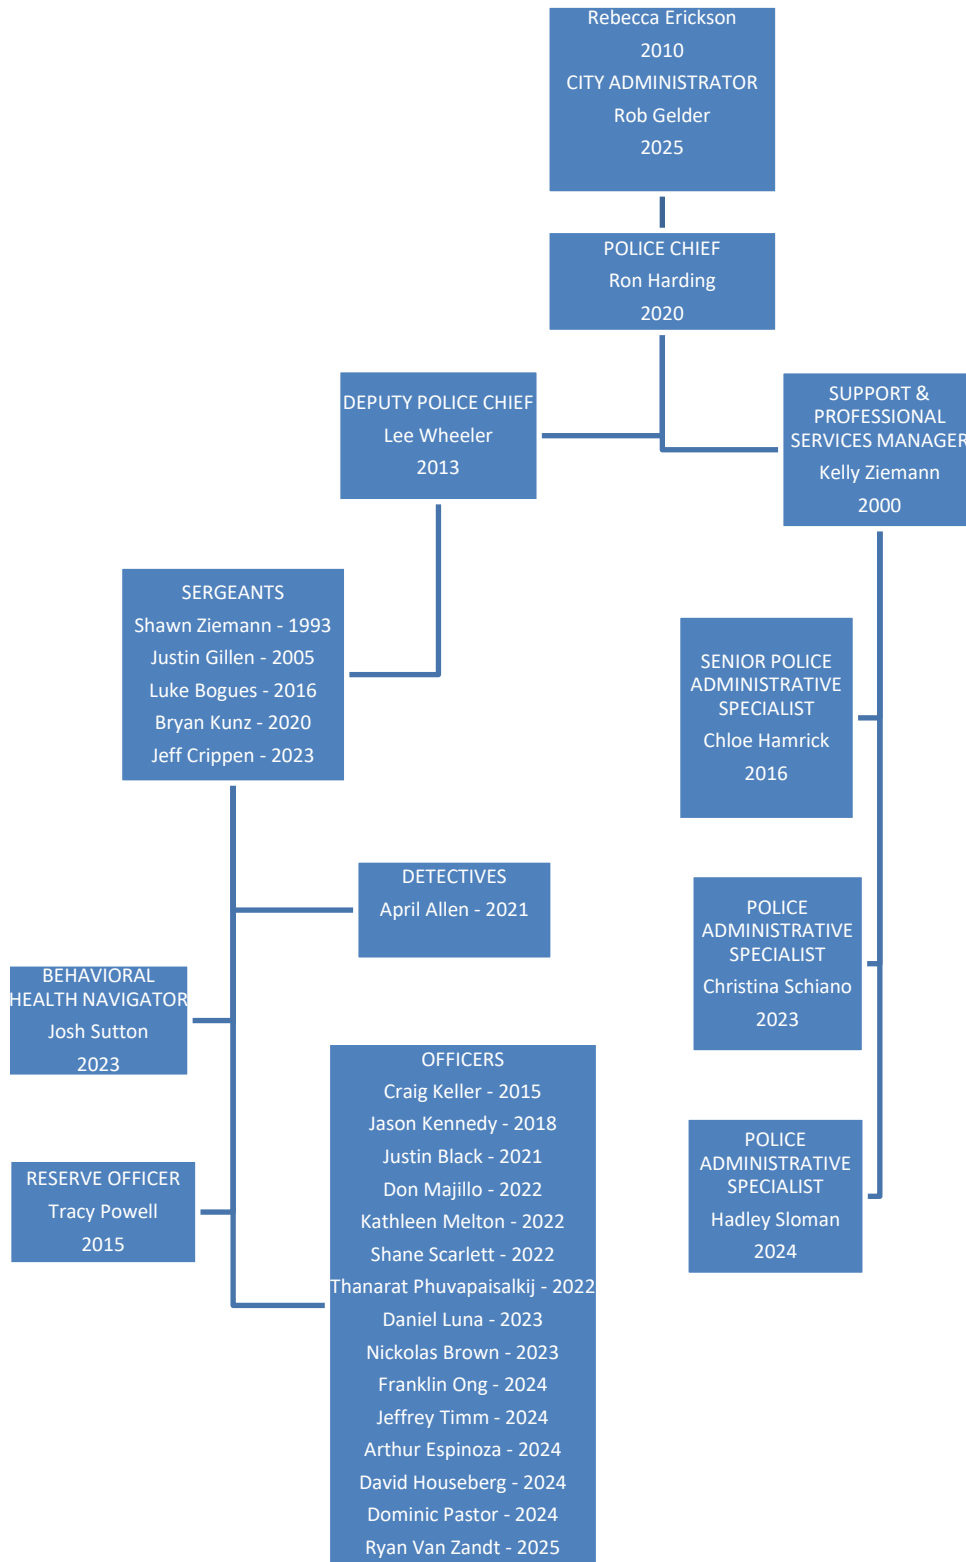 Rebecca Erickson
2010
CITY ADMINISTRATOR
Rob Gelder
2025
POLICE CHIEF
Ron Harding
2020
DEPUTY POLICE CHIEF
Lee Wheeler
2013
SUPPORT &
PROFESSIONAL
SERVICES MANAGER
Kelly Ziemann
2000
SERGEANTS
Shawn Ziemann - 1993
Justin Gillen - 2005
Luke Bogues - 2016
Bryan Kunz - 2020
Jeff Crippen - 2023
SENIOR POLICE
ADMINISTRATIVE
SPECIALIST
Chloe Hamrick
2016
DETECTIVES
April Allen - 2021
POLICE
ADMINISTRATIVE
SPECIALIST
Christina Schiano
2023
BEHAVIORAL
HEALTH NAVIGATOR
Josh Sutton
2023
OFFICERS
Craig Keller - 2015
Jason Kennedy - 2018
Justin Black - 2021
Don Majillo - 2022
Kathleen Melton - 2022
Shane Scarlett - 2022
Thanarat Phuvapaisalkij - 2022
Daniel Luna - 2023
Nickolas Brown - 2023
Franklin Ong - 2024
Jeffrey Timm - 2024
Arthur Espinoza - 2024
David Houseberg - 2024
Dominic Pastor - 2024
Ryan Van Zandt - 2025
RESERVE OFFICER
Tracy Powell
2015
POLICE
ADMINISTRATIVE
SPECIALIST
Hadley Sloman
2024